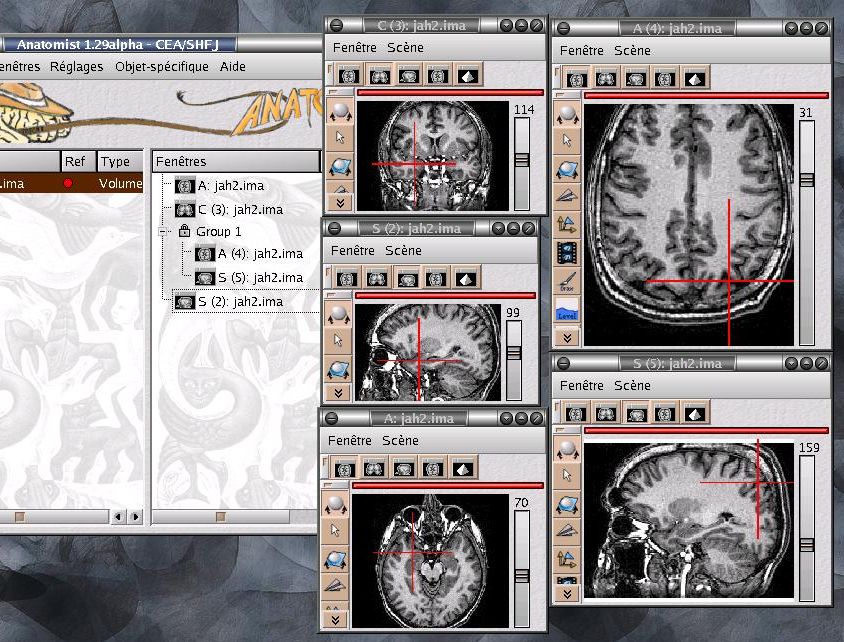 Anatomist 1.29alpha - CEA/SHFJ
enêtres Réglages Objet-spécifique Aide
ANAT
Ref Type
.ima Volume
Fenêtres
A: jah2.ima
C (3): jah2.ima
Group 1
A (4): jah2.ima
S (5): jah2.ima
S (2): jah2.ima
C (3): jah2.ima
Fenêtre Scène
114
S (2): jah2.ima
Fenêtre Scène
99
A: jah2.ima
Fenêtre Scène
70
A (4): jah2.ima
Fenêtre Scène
31
Draw
Level
S (5): jah2.ima
Fenêtre Scène
159